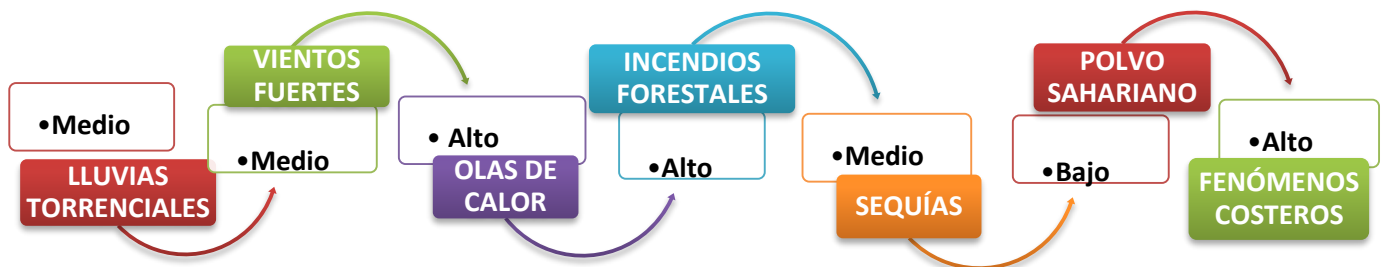 •Medio
LLUVIAS
TORRENCIALES
VIENTOS
FUERTES
•Medio
• Alto
OLAS DE
CALOR
INCENDIOS
FORESTALES
•Alto
•Medio
SEQUÍAS
POLVO
SAHARIANO
•Bajo
•Alto
FENÓMENOS
COSTEROS